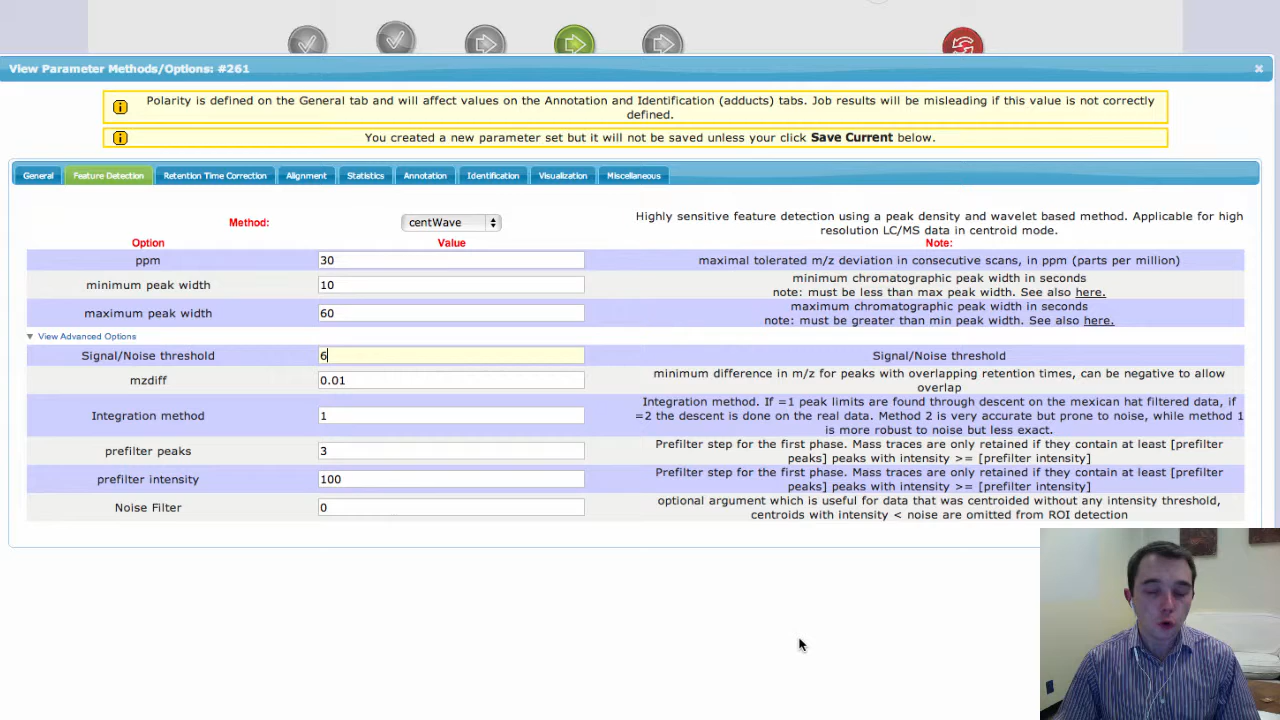 View Parameter Methods/Options: #261
Polarity is defined on the General tab and will affect values on the Annotation and Identification (adducts) tabs. Job results will be misleading if this value is not correctly
defined.
You created a new parameter set but it will not be saved unless your click Save Current below.
General Feature Detection Retention Time Correction Alignment Statistics Annotation Identification Visualization Miscellaneous
Method: centWave Highly sensitive feature detection using a peak density and wavelet based method. Applicable for high
resolution LC/MS data in centroid mode.
Option Value Note:
ppm 30 maximal tolerated m/z deviation in consecutive scans, in ppm (parts per million)
minimum peak width 10 minimum chromatographic peak width in seconds
note: must be less than max peak width. See also here.
maximum peak width 60 maximum chromatographic peak width in seconds
note: must be greater than min peak width. See also here.
View Advanced Options
Signal/Noise threshold 6 Signal/Noise threshold
mzdiff 0.01 minimum difference in m/z for peaks with overlapping retention times, can be negative to allow
overlap
Integration method 1 Integration method. If =1 peak limits are found through descent on the mexican hat filtered data, if
=2 the descent is done on the real data. Method 2 is very accurate but prone to noise, while method 1
is more robust to noise but less exact.
prefilter peaks 3 Prefilter step for the first phase. Mass traces are only retained if they contain at least [prefilter
peaks] peaks with intensity >= [prefilter intensity]
prefilter intensity 100 Prefilter step for the first phase. Mass traces are only retained if they contain at least [prefilter
peaks] peaks with intensity >= [prefilter intensity]
Noise Filter 0 optional argument which is useful for data that was centroided without any intensity threshold,
centroids with intensity < noise are omitted from ROI detection